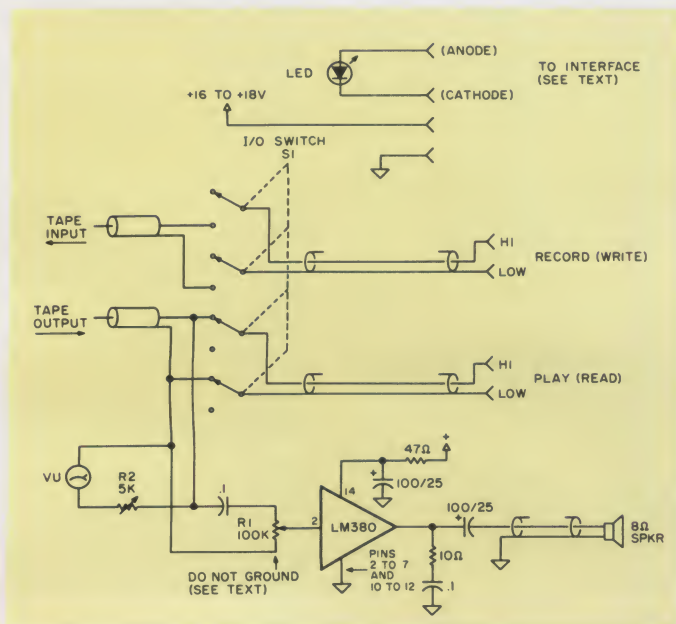 (ANODE)
LED
TO INTERFACE
(SEE TEXT)
+16 TO +18V
(CATHODE)
I/O SWITCH
S1
TAPE
INPUT
HI
RECORD (WRITE)
LOW
TAPE
OUTPUT
HI
PLAY (READ)
LOW
47Ω
+
+
100/25
VU
R2
5K
.1
R1
100K
14
2
LM380
+
100/25
8Ω
SPKR
10Ω
.1
PINS
2 TO 7
AND
10 TO 12
DO NOT GROUND
(SEE TEXT)